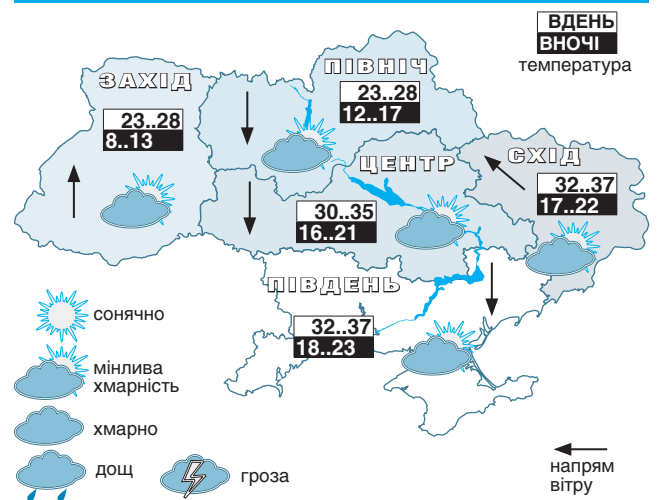 ВДЕНЬ
ВНОЧІ
температура
ПІВНІЧ
23..28
12..17
ЗАХІД
23..28
8..13
ЦЕНТР
30..35
16..21
СХІД
32..37
17..22
ПІВДЕНЬ
32..37
18..23
сонячно
мінлива
хмарність
хмарно
дощ
гроза
напрям
вітру